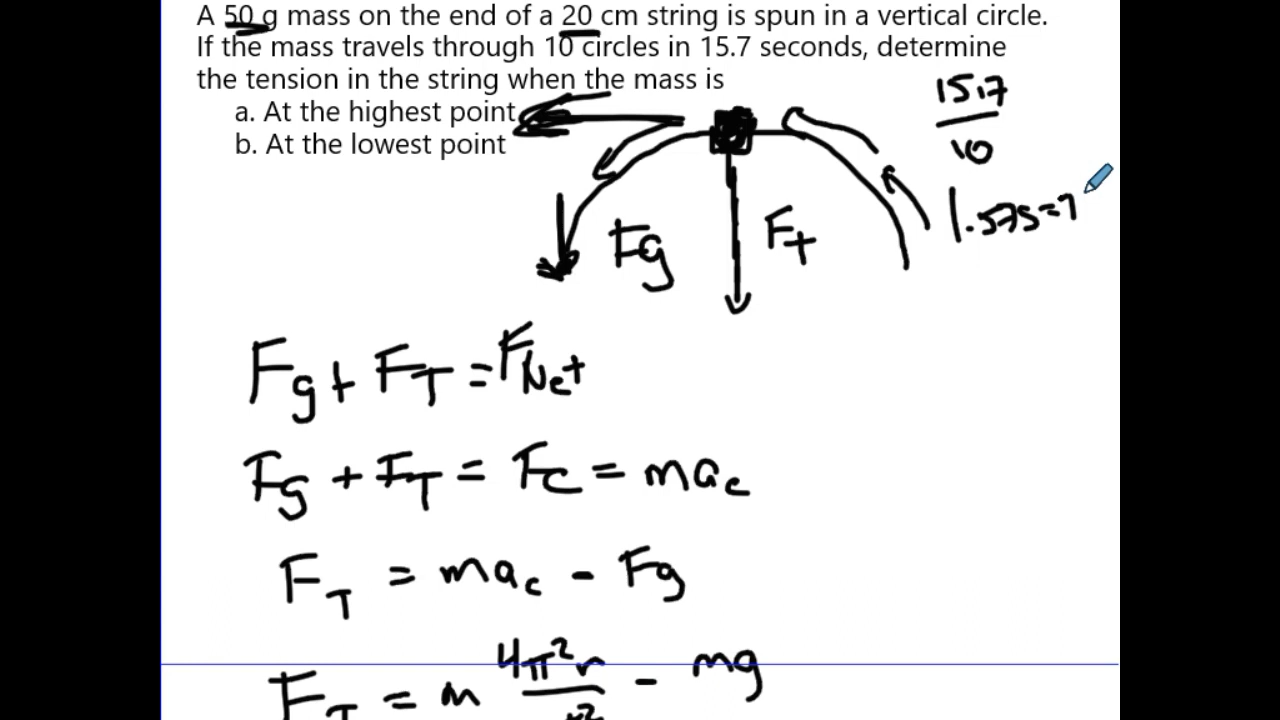 A 50 g mass on the end of a 20 cm string is spun in a vertical circle.
If the mass travels through 10 circles in 15.7 seconds, determine
the tension in the string when the mass is
a. At the highest point
b. At the lowest point
15.7
10
1.57s=T
Fg
Ft
Fg + FT = FNet
Fg + FT = Fc = mac
FT = mac - Fg
FT = m 4π²r - mg